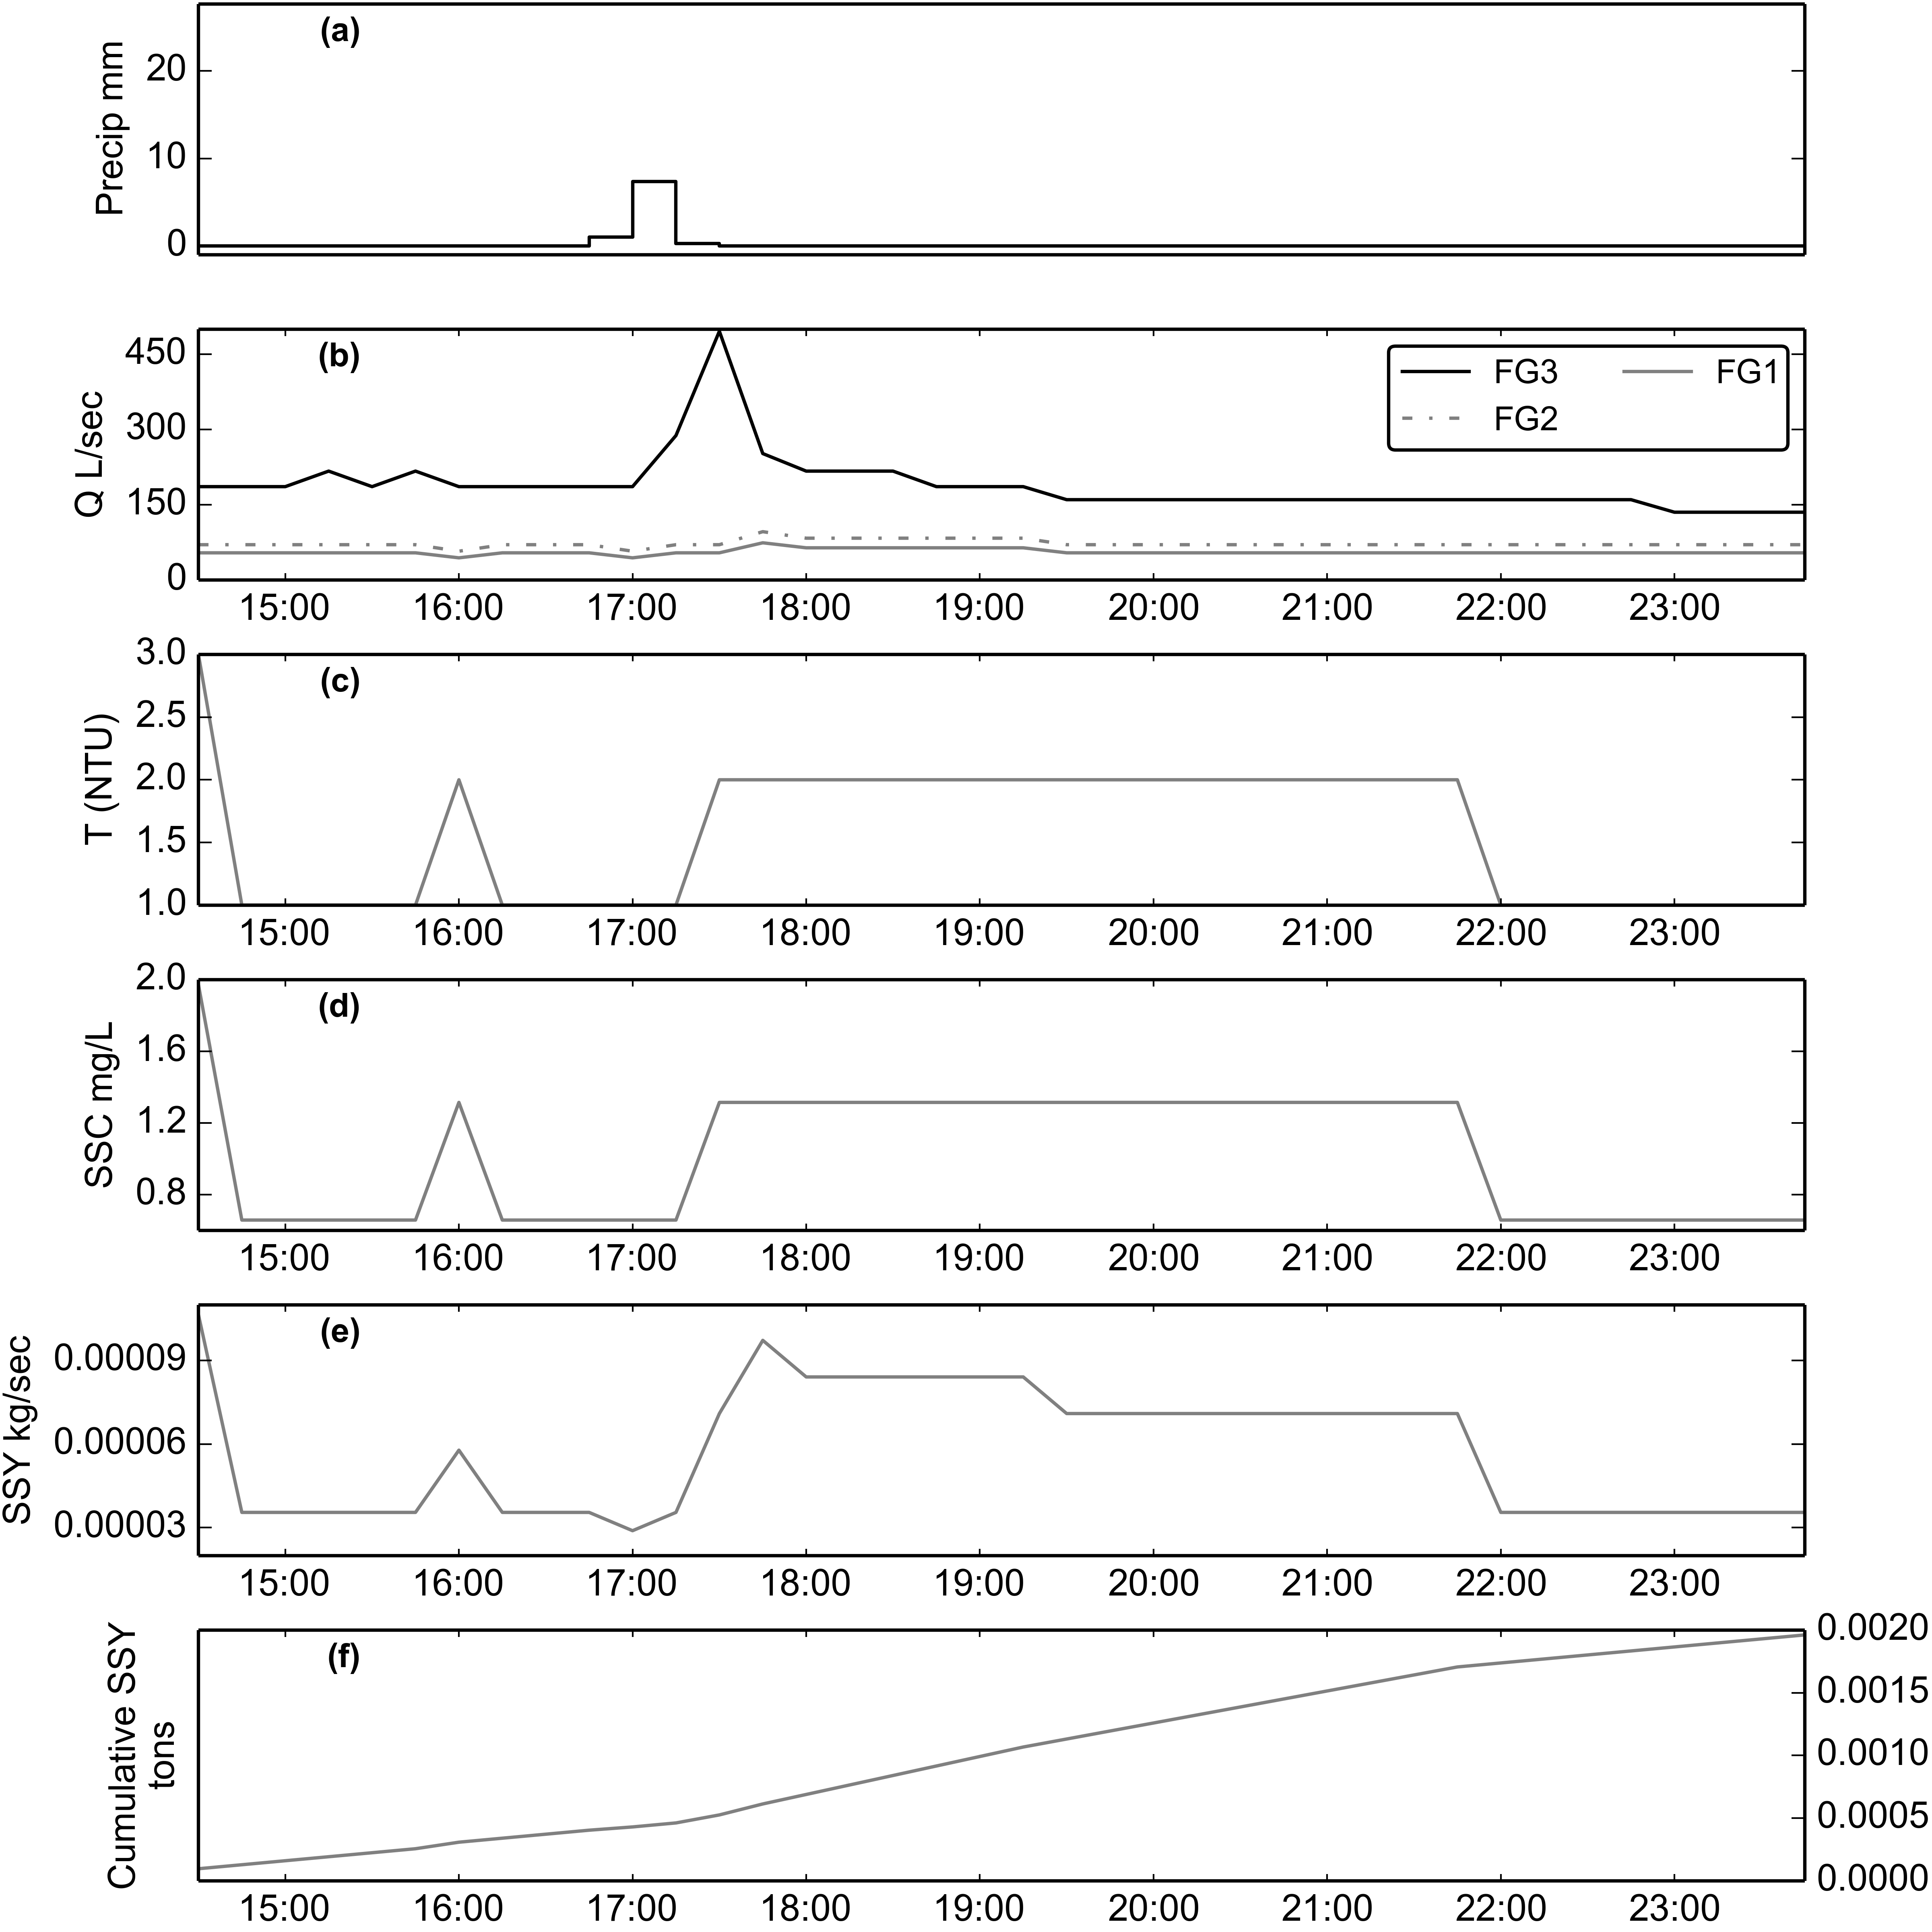 (a)
Precip mm
20
10
0
(b)
Q L/sec
450
300
150
0
FG3 FG1
FG2
15:00 16:00 17:00 18:00 19:00 20:00 21:00 22:00 23:00
(c)
T (NTU)
3.0
2.5
2.0
1.5
1.0
15:00 16:00 17:00 18:00 19:00 20:00 21:00 22:00 23:00
(d)
SSC mg/L
2.0
1.6
1.2
0.8
15:00 16:00 17:00 18:00 19:00 20:00 21:00 22:00 23:00
(e)
SSY kg/sec
0.00009
0.00006
0.00003
15:00 16:00 17:00 18:00 19:00 20:00 21:00 22:00 23:00
(f)
Cumulative SSY
tons
0.0020
0.0015
0.0010
0.0005
0.0000
15:00 16:00 17:00 18:00 19:00 20:00 21:00 22:00 23:00